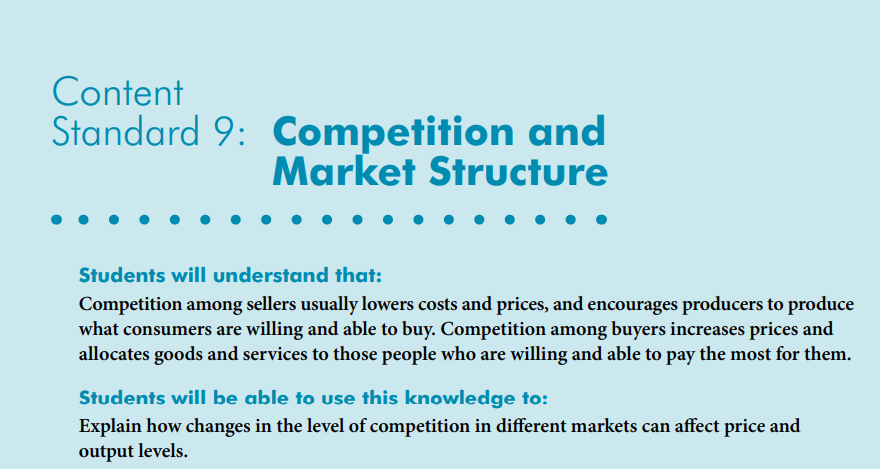 Content
Standard 9: Competition and
Market Structure
Students will understand that:
Competition among sellers usually lowers costs and prices, and encourages producers to produce
what consumers are willing and able to buy. Competition among buyers increases prices and
allocates goods and services to those people who are willing and able to pay the most for them.
Students will be able to use this knowledge to:
Explain how changes in the level of competition in different markets can affect price and
output levels.